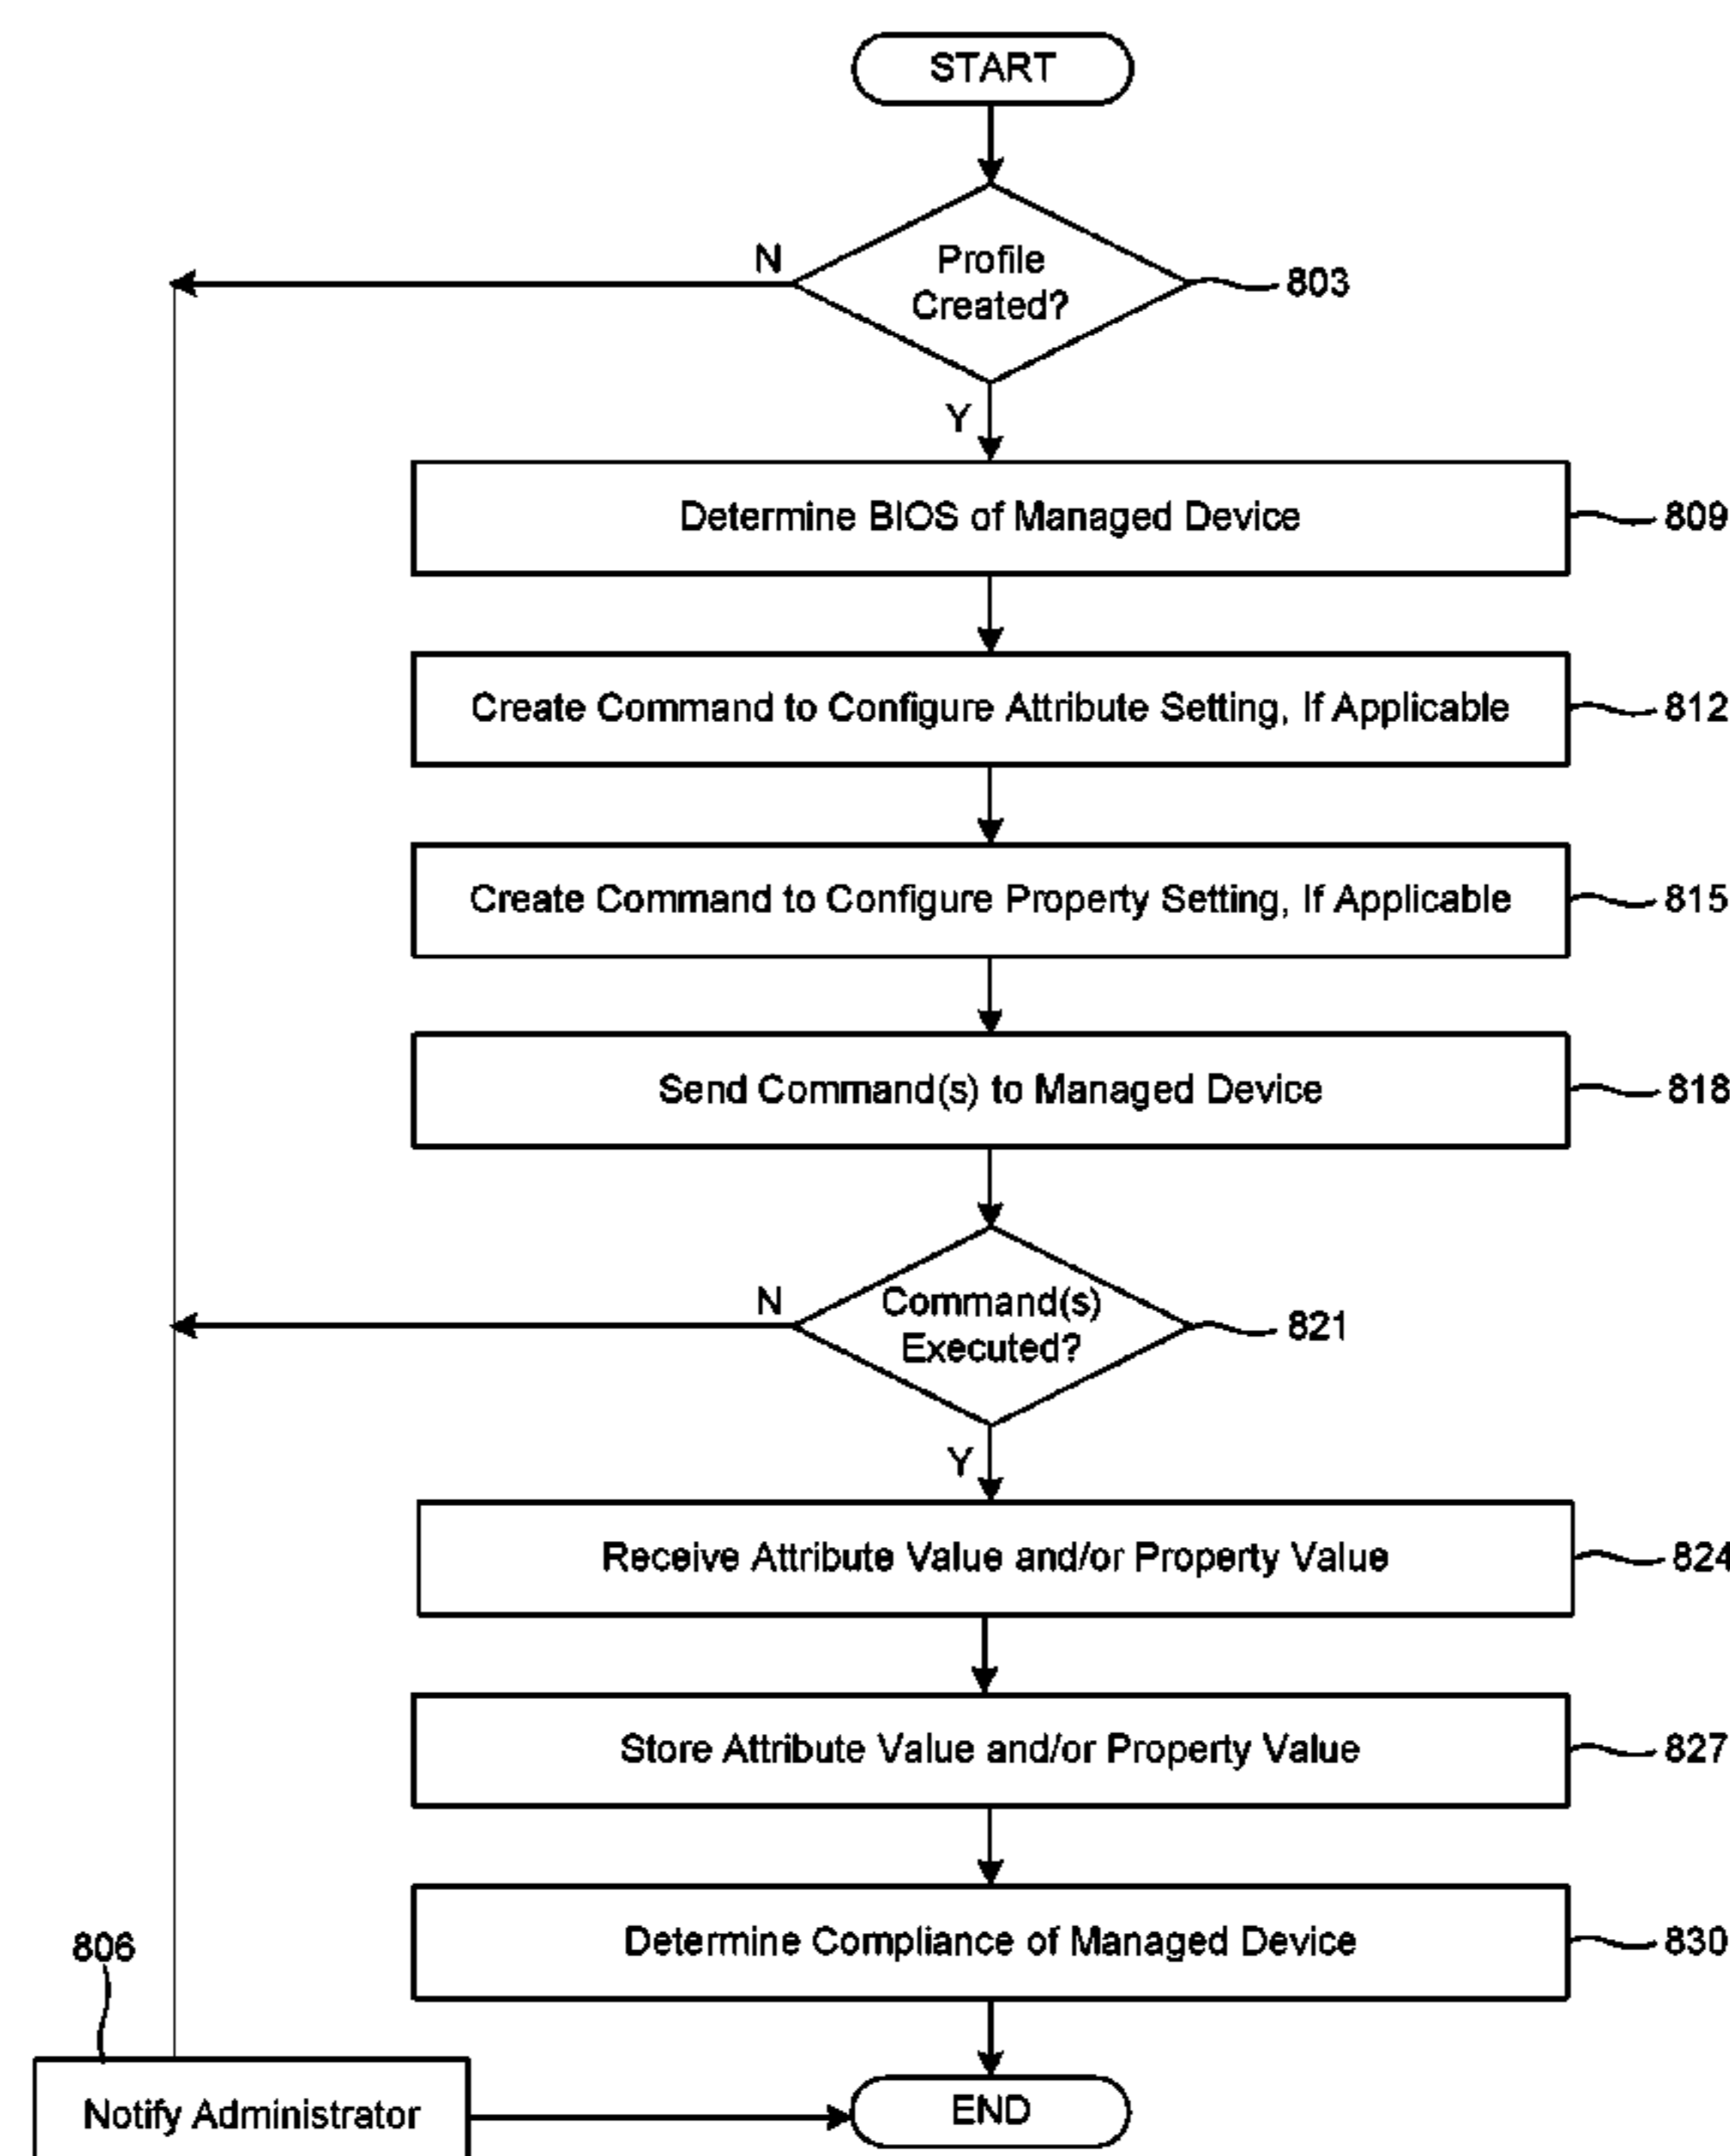 START
N
Profile
Created?
803
Y
Determine BIOS of Managed Device
809
Create Command to Configure Attribute Setting, If Applicable
812
Create Command to Configure Property Setting, If Applicable
815
Send Command(s) to Managed Device
818
N
Command(s)
Executed?
821
Y
Receive Attribute Value and/or Property Value
824
Store Attribute Value and/or Property Value
827
Determine Compliance of Managed Device
830
806
Notify Administrator
END